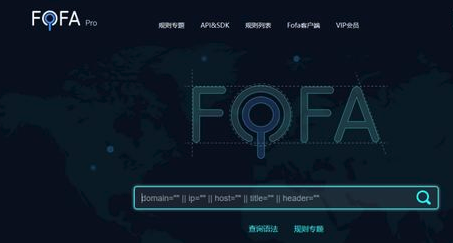 FOFA Pro 规则专题 API&SDK 规则列表 Fofa客户端 VIP会员
FOFA
domain="" || ip="" || host="" || title="" || header=""
查询语法 规则专题